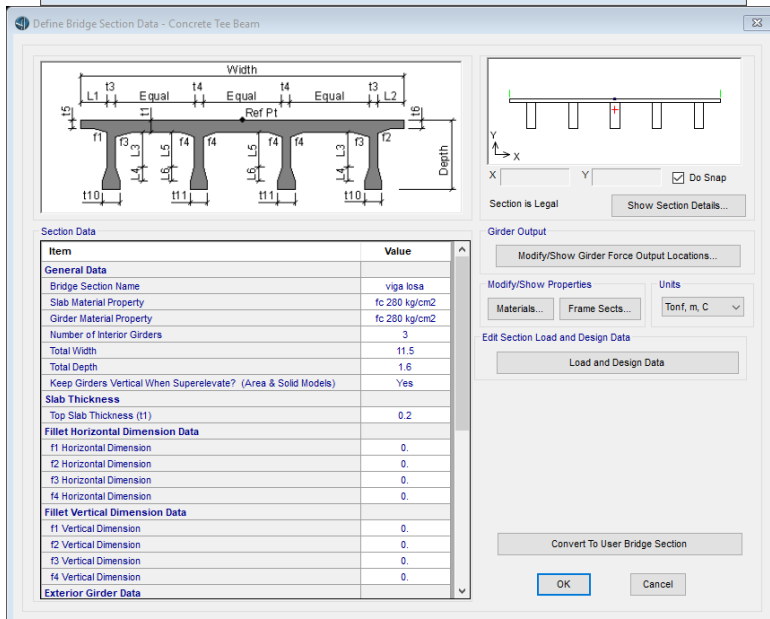 Define Bridge Section Data - Concrete Tee Beam
Width
L1 t3 Equal t4 Equal t4 Equal t3 L2
t5 t1 Ref Pt t6
f1 f3 f4 f4 f4 f4 f3 f2
L3 L5 L5 L3
L4 L6 L6 L4
Depth
t10 t11 t11 t10
Y
X
X Y Do Snap
Section is Legal Show Section Details...
Section Data
Item Value
General Data
Bridge Section Name viga losa
Slab Material Property fc 280 kg/cm2
Girder Material Property fc 280 kg/cm2
Number of Interior Girders 3
Total Width 11.5
Total Depth 1.6
Keep Girders Vertical When Superelevate? (Area & Solid Models) Yes
Slab Thickness
Top Slab Thickness (t1) 0.2
Fillet Horizontal Dimension Data
f1 Horizontal Dimension 0.
f2 Horizontal Dimension 0.
f3 Horizontal Dimension 0.
f4 Horizontal Dimension 0.
Fillet Vertical Dimension Data
f1 Vertical Dimension 0.
f2 Vertical Dimension 0.
f3 Vertical Dimension 0.
f4 Vertical Dimension 0.
Exterior Girder Data
Girder Output
Modify/Show Girder Force Output Locations...
Modify/Show Properties
Materials... Frame Sects...
Units
Tonf, m, C
Edit Section Load and Design Data
Load and Design Data
Convert To User Bridge Section
OK Cancel